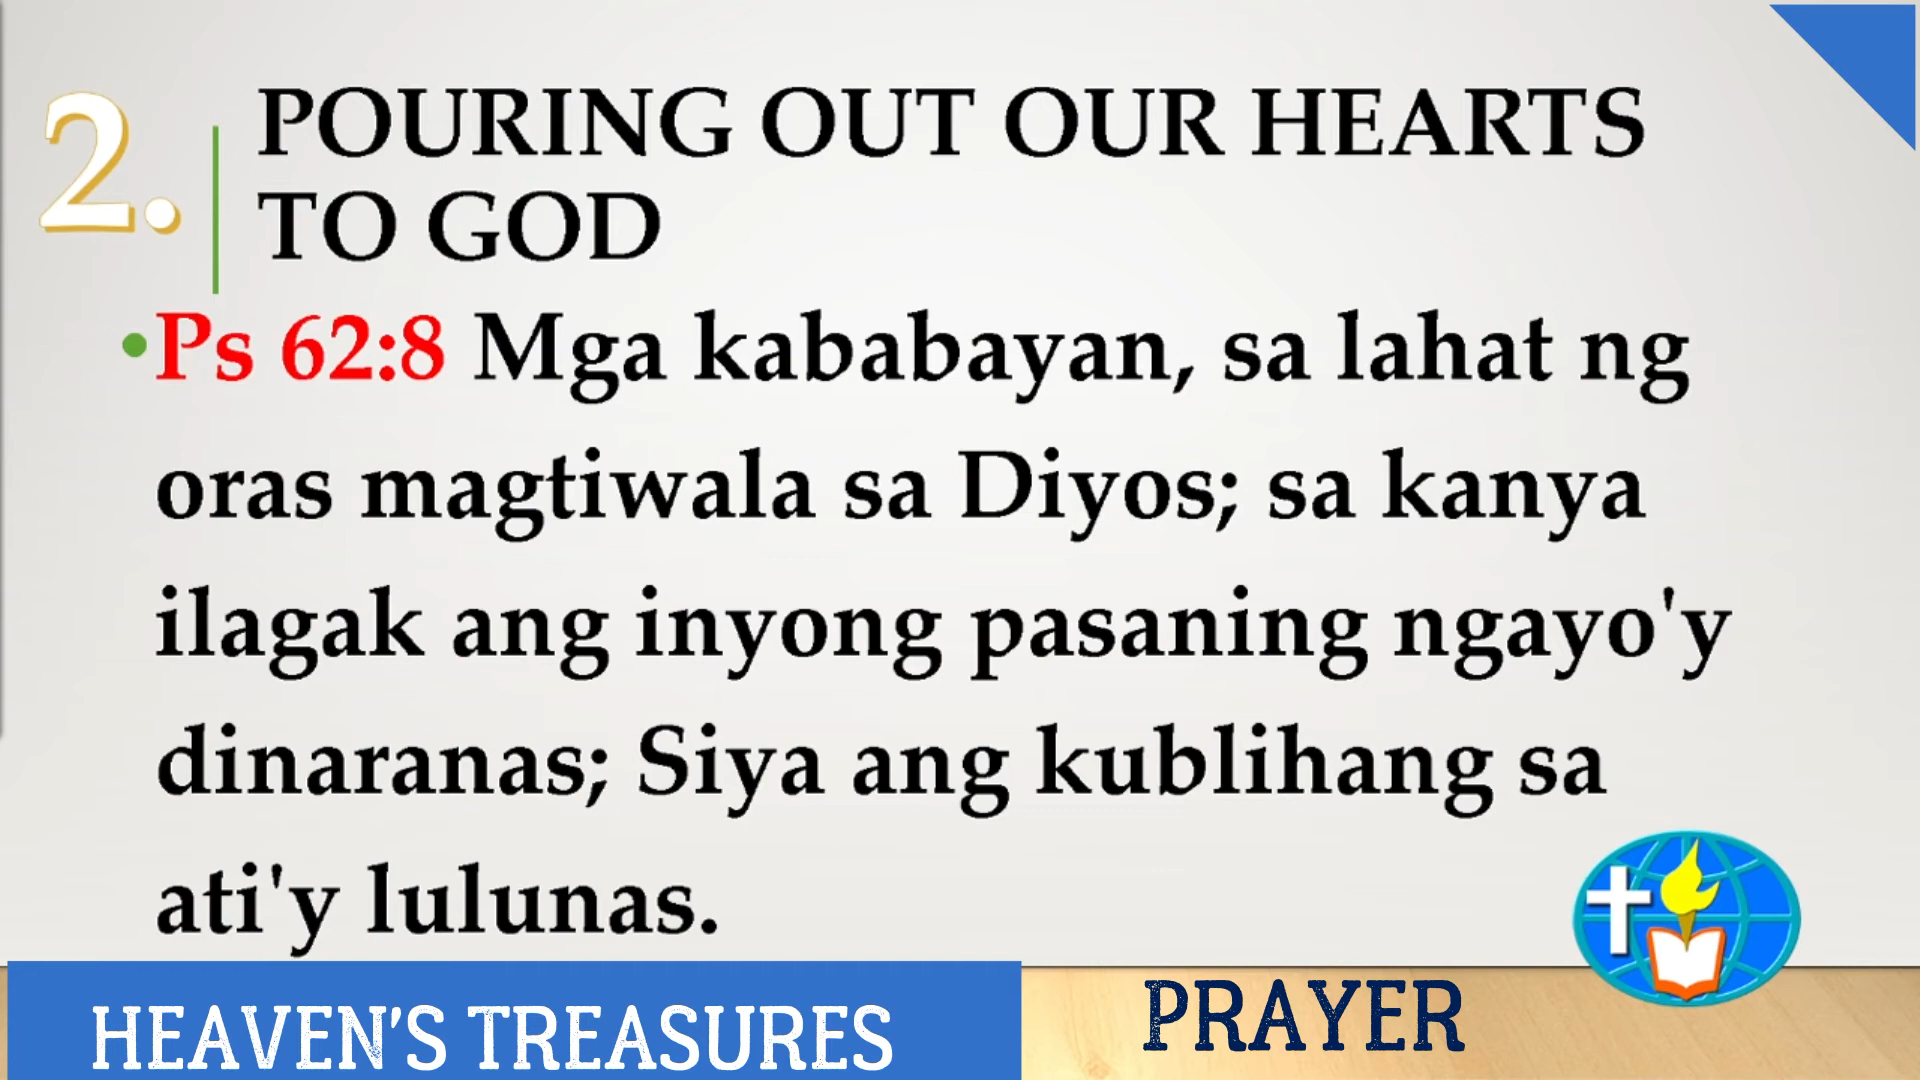 2.
POURING OUT OUR HEARTS
TO GOD
•Ps 62:8 Mga kababayan, sa lahat ng
oras magtiwala sa Diyos; sa kanya
ilagak ang inyong pasaning ngayo'y
dinaranas; Siya ang kublihang sa
ati'y lulunas.
HEAVEN'S TREASURES
PRAYER